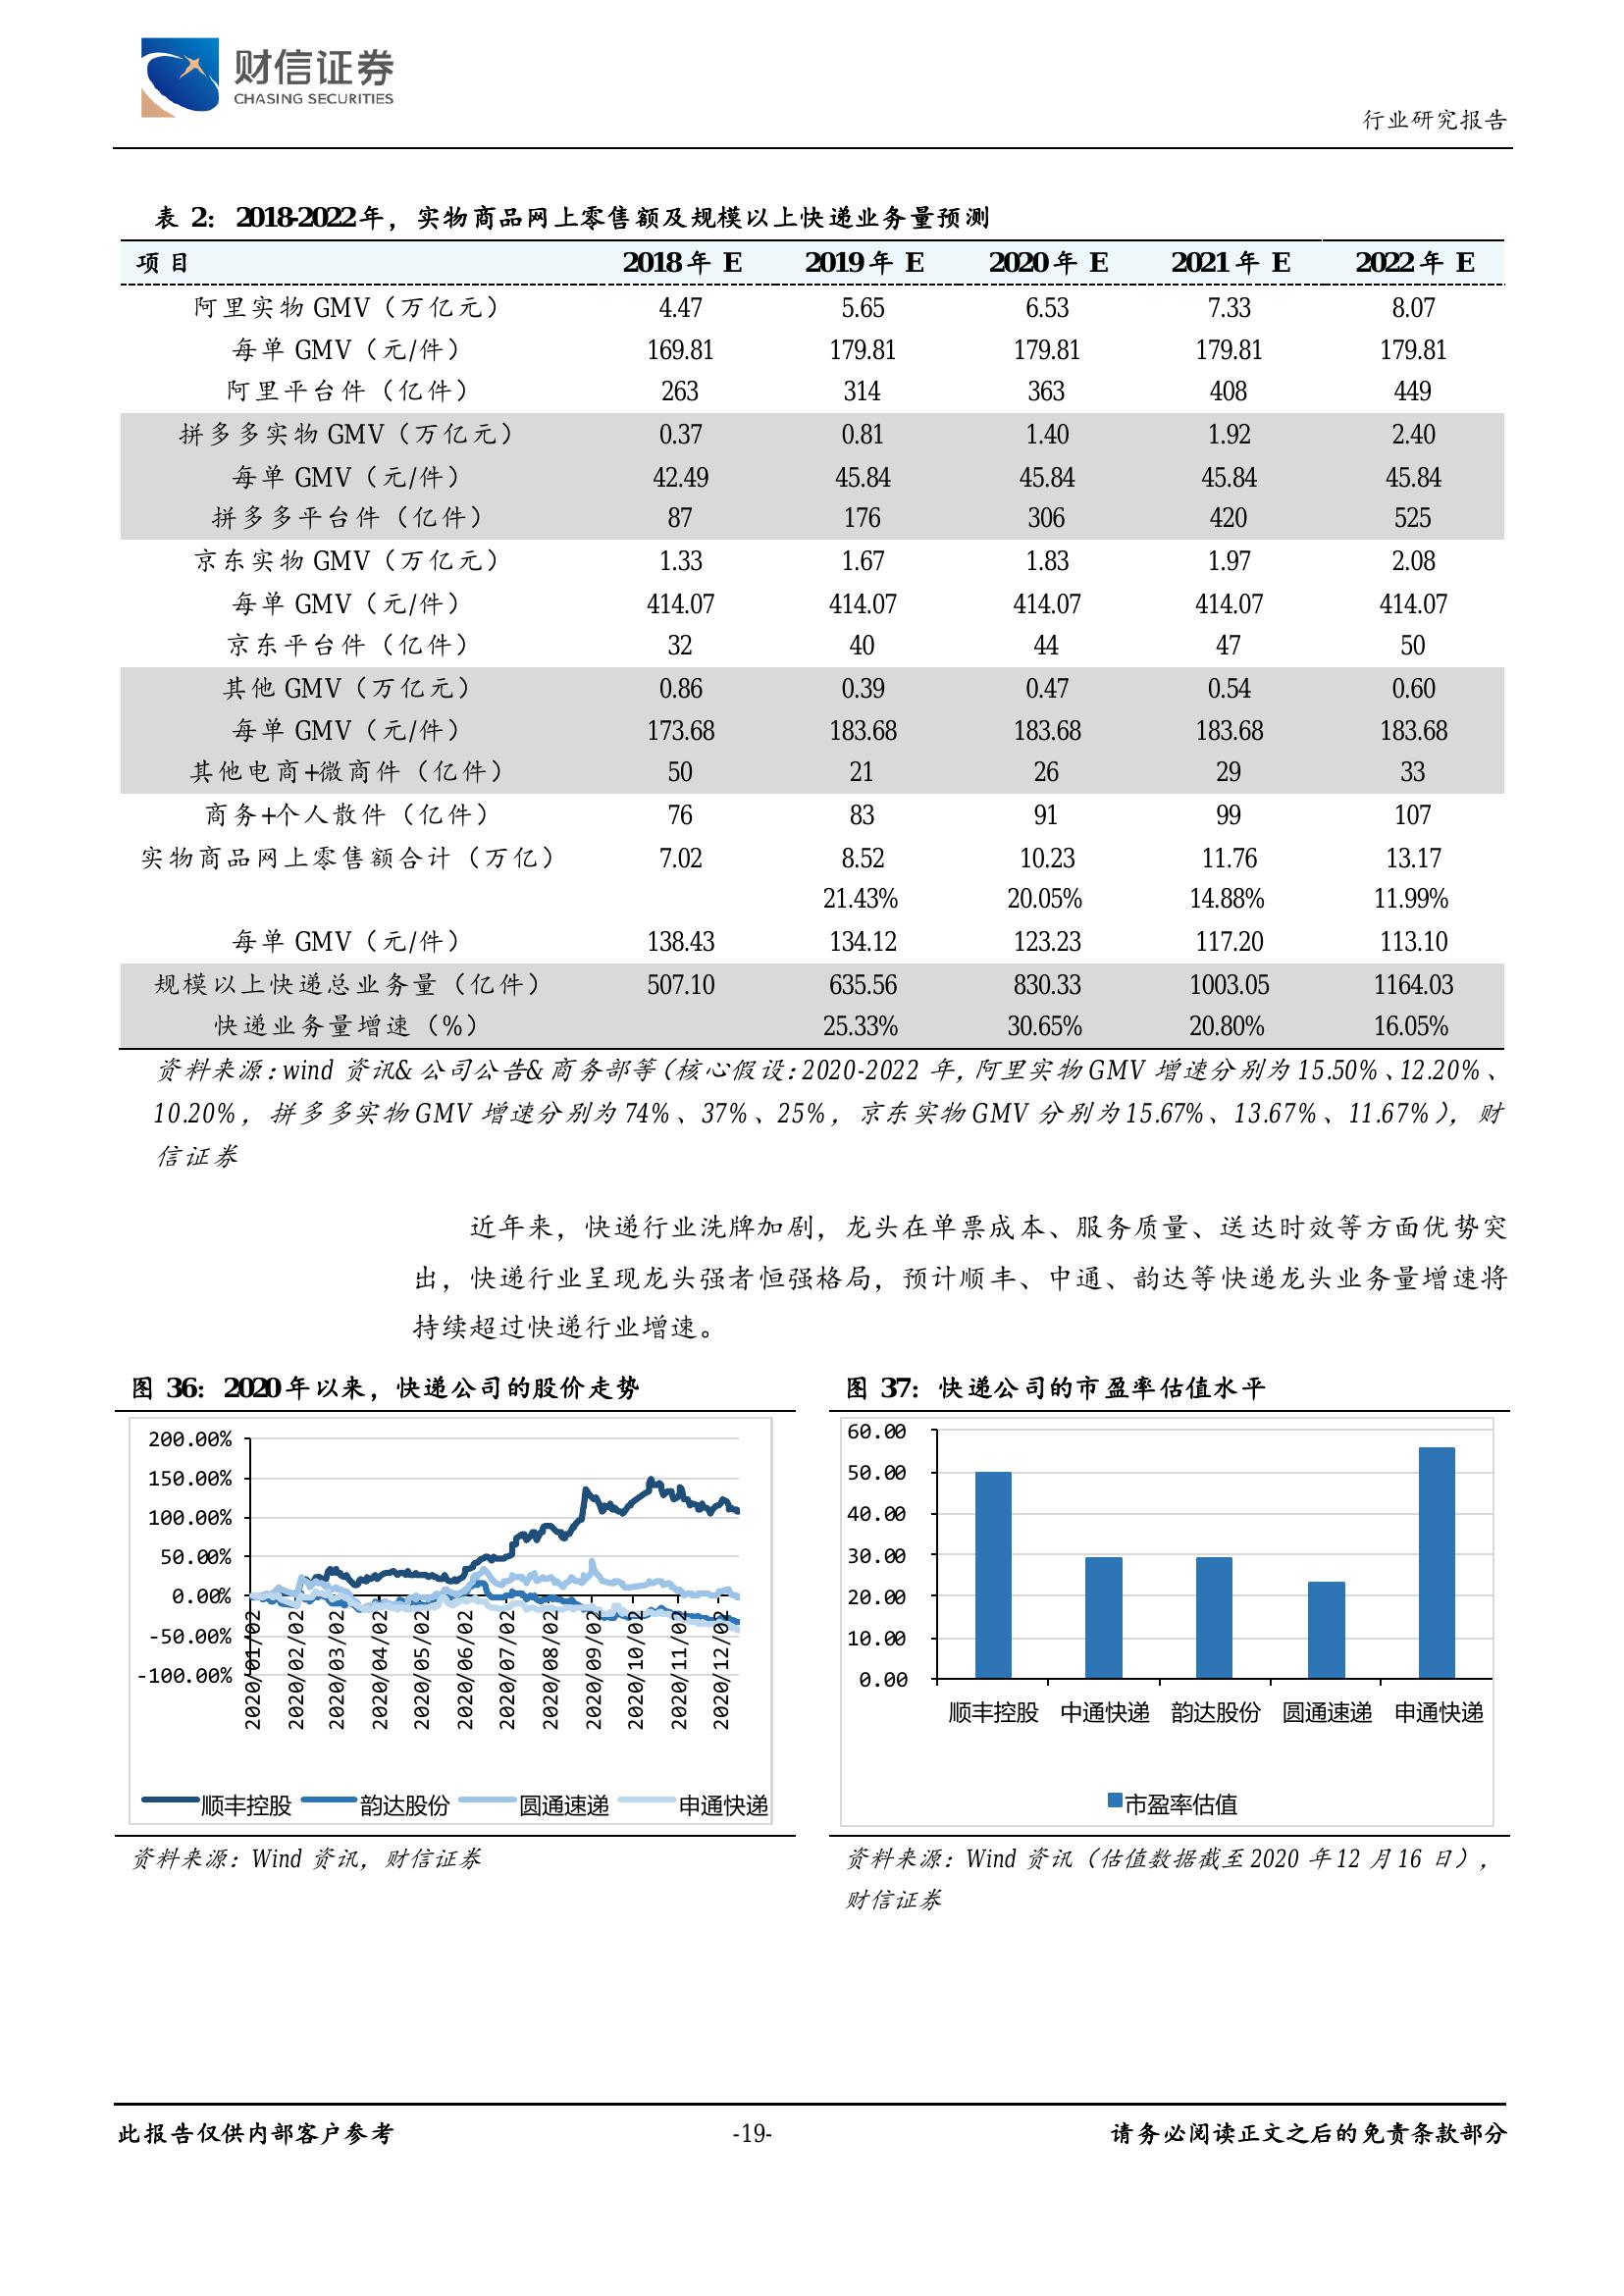 财信证券
CHASING SECURITIES
行业研究报告
表 2：2018-2022年，实物商品网上零售额及规模以上快递业务量预测
项目 2018年 E 2019年 E 2020年 E 2021年 E 2022年 E
阿里实物 GMV（万亿元） 4.47 5.65 6.53 7.33 8.07
每单 GMV（元/件） 169.81 179.81 179.81 179.81 179.81
阿里平台件（亿件） 263 314 363 408 449
拼多多实物 GMV（万亿元） 0.37 0.81 1.40 1.92 2.40
每单 GMV（元/件） 42.49 45.84 45.84 45.84 45.84
拼多多平台件（亿件） 87 176 306 420 525
京东实物 GMV（万亿元） 1.33 1.67 1.83 1.97 2.08
每单 GMV（元/件） 414.07 414.07 414.07 414.07 414.07
京东平台件（亿件） 32 40 44 47 50
其他 GMV（万亿元） 0.86 0.39 0.47 0.54 0.60
每单 GMV（元/件） 173.68 183.68 183.68 183.68 183.68
其他电商+微商件（亿件） 50 21 26 29 33
商务+个人散件（亿件） 76 83 91 99 107
实物商品网上零售额合计（万亿） 7.02 8.52 10.23 11.76 13.17
21.43% 20.05% 14.88% 11.99%
每单 GMV（元/件） 138.43 134.12 123.23 117.20 113.10
规模以上快递总业务量（亿件） 507.10 635.56 830.33 1003.05 1164.03
快递业务量增速（%） 25.33% 30.65% 20.80% 16.05%
资料来源：wind 资讯&公司公告&商务部等（核心假设：2020-2022 年，阿里实物 GMV 增速分别为 15.50%、12.20%、
10.20%，拼多多实物 GMV 增速分别为 74%、37%、25%，京东实物 GMV 分别为 15.67%、13.67%、11.67%），财
信证券
近年来，快递行业洗牌加剧，龙头在单票成本、服务质量、送达时效等方面优势突
出，快递行业呈现龙头强者恒强格局，预计顺丰、中通、韵达等快递龙头业务量增速将
持续超过快递行业增速。
图 36：2020年以来，快递公司的股价走势
200.00%
150.00%
100.00%
50.00%
0.00%
-50.00%
-100.00%
2020/01/02 2020/02/02 2020/03/02 2020/04/02 2020/05/02 2020/06/02 2020/07/02 2020/08/02 2020/09/02 2020/10/02 2020/11/02 2020/12/02
顺丰控股 韵达股份 圆通速递 申通快递
资料来源：Wind 资讯，财信证券
图 37：快递公司的市盈率估值水平
60.00
50.00
40.00
30.00
20.00
10.00
0.00
顺丰控股 中通快递 韵达股份 圆通速递 申通快递
市盈率估值
资料来源：Wind 资讯（估值数据截至 2020 年 12 月 16 日），
财信证券
此报告仅供内部客户参考 -19- 请务必阅读正文之后的免责条款部分